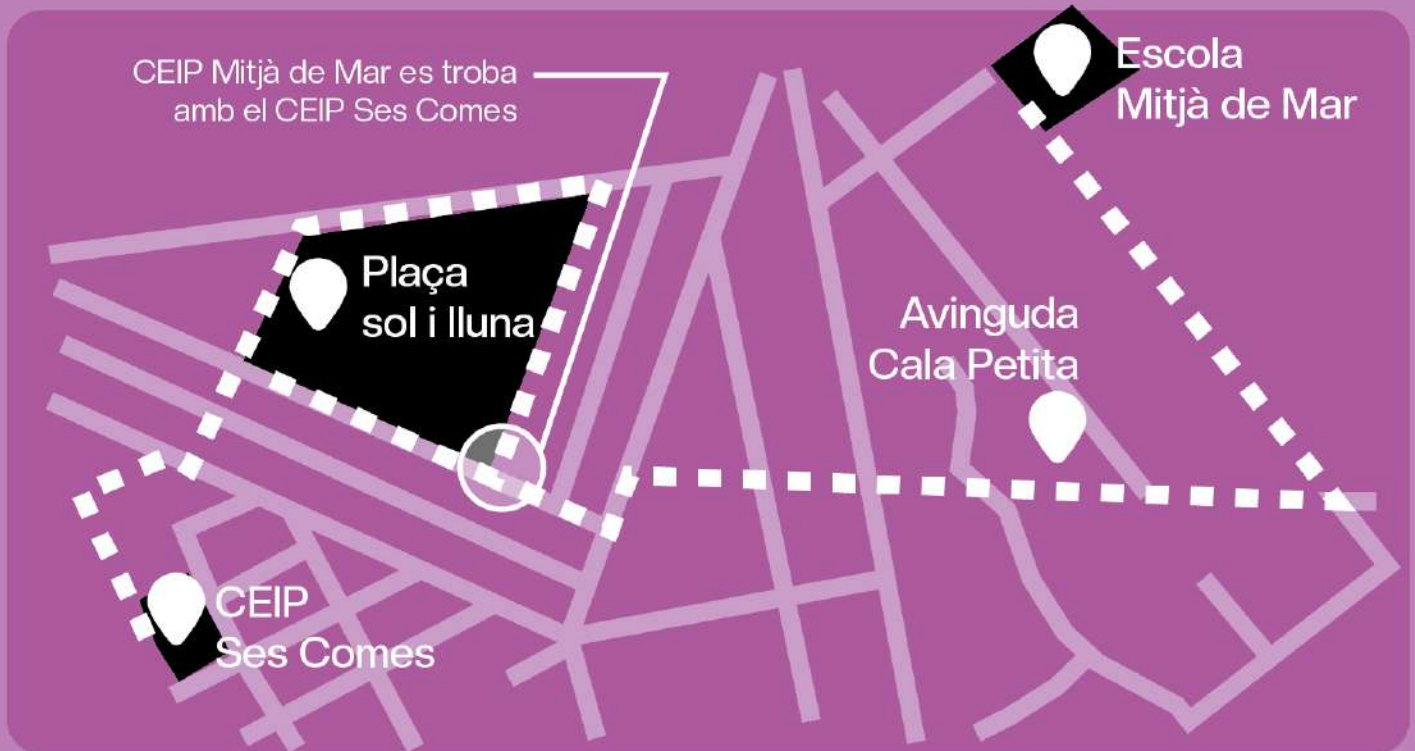 CEIP Mitjà de Mar es troba
amb el CEIP Ses Comes
Escola
Mitjà de Mar
Plaça
sol i lluna
Avinguda
Cala Petita
CEIP
Ses Comes